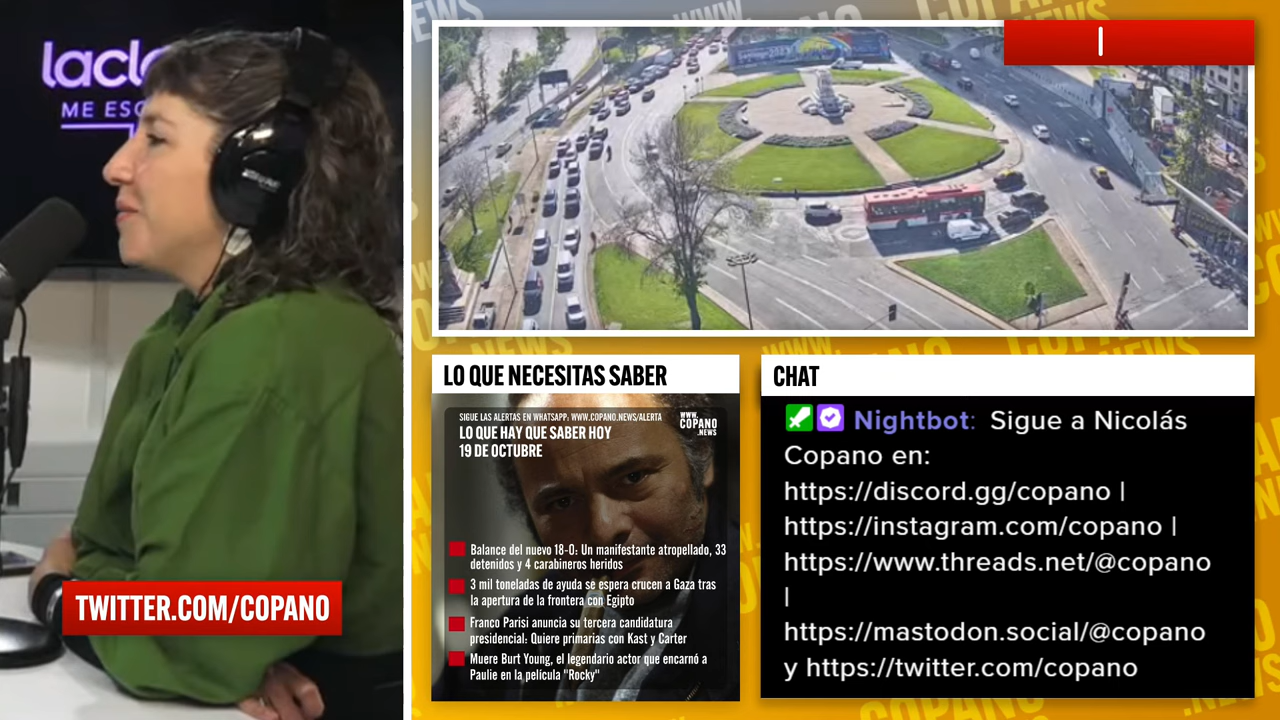 lacla
ME ESC
TWITTER.COM/COPANO
LO QUE NECESITAS SABER
SIGUE LAS ALERTAS EN WHATSAPP: WWW.COPANO.NEWS/ALERTA
WWW.
COPANO
.NEWS
LO QUE HAY QUE SABER HOY
19 DE OCTUBRE
Balance del nuevo 18-O: Un manifestante atropellado, 33
detenidos y 4 carabineros heridos
3 mil toneladas de ayuda se espera crucen a Gaza tras
la apertura de la frontera con Egipto
Franco Parisi anuncia su tercera candidatura
presidencial: Quiere primarias con Kast y Carter
Muere Burt Young, el legendario actor que encarnó a
Paulie en la película "Rocky"
CHAT
Nightbot: Sigue a Nicolás
Copano en:
https://discord.gg/copano |
https://instagram.com/copano |
https://www.threads.net/@copano
|
https://mastodon.social/@copano
y https://twitter.com/copano